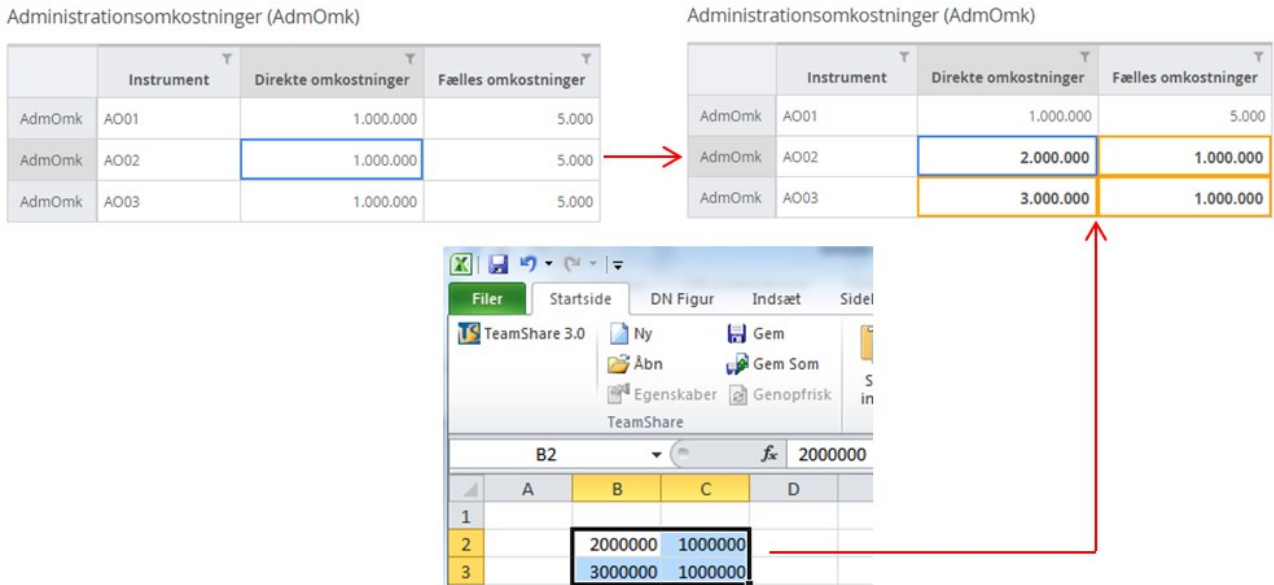 Administrationsomkostninger (AdmOmk)
Instrument Direkte omkostninger Fælles omkostninger
AdmOmk AO01 1.000.000 5.000
AdmOmk AO02 1.000.000 5.000
AdmOmk AO03 1.000.000 5.000
Administrationsomkostninger (AdmOmk)
Instrument Direkte omkostninger Fælles omkostninger
AdmOmk AO01 1.000.000 5.000
AdmOmk AO02 2.000.000 1.000.000
AdmOmk AO03 3.000.000 1.000.000
Filer Startside DN Figur Indsæt
TeamShare 3.0 Ny Gem
Åbn Gem Som
Egenskaber Genopfrisk
TeamShare
B2 fx 2000000
A B C D
1
2 2000000 1000000
3 3000000 1000000